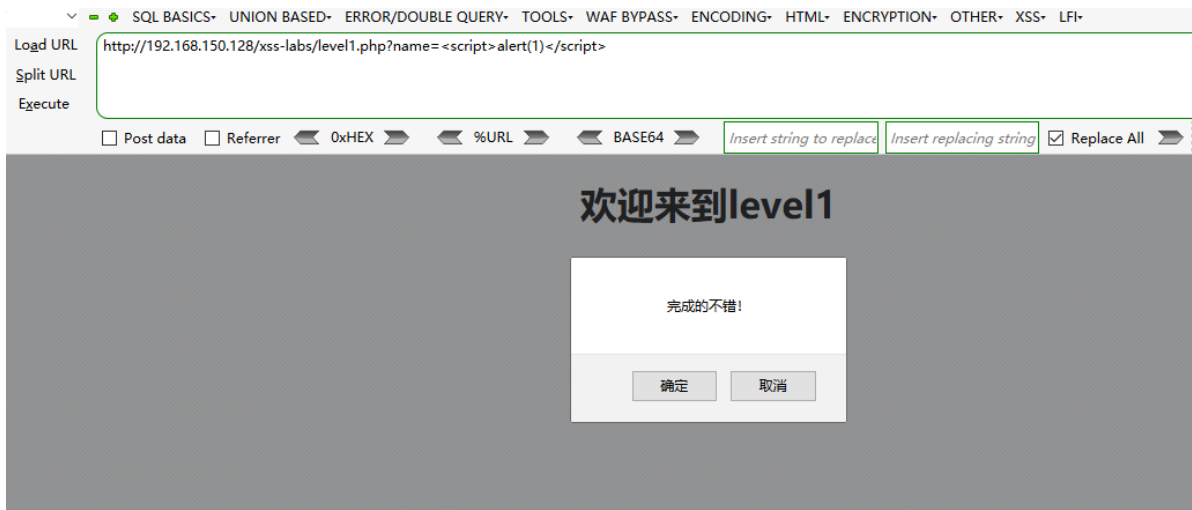 SQL BASICS UNION BASED ERROR/DOUBLE QUERY TOOLS WAF BYPASS ENCODING HTML ENCRYPTION OTHER XSS LFI
Load URL http://192.168.150.128/xss-labs/level1.php?name=<script>alert(1)</script>
Split URL
Execute
Post data Referrer 0xHEX %URL BASE64 Insert string to replace Insert replacing string Replace All
欢迎来到level1
完成的不错!
确定 取消